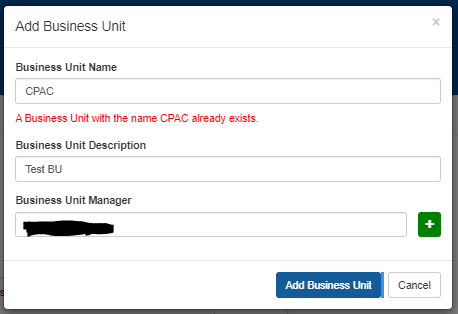 Add Business Unit
×
Business Unit Name
CPAC
A Business Unit with the name CPAC already exists.
Business Unit Description
Test BU
Business Unit Manager
+
Add Business Unit
Cancel